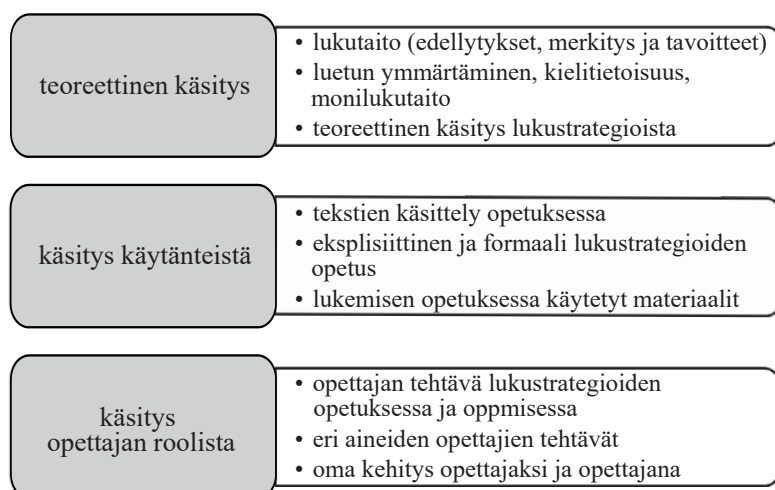 teoreettinen käsitys
• lukutaito (edellytykset, merkitys ja tavoitteet)
• luetun ymmärtäminen, kielitietoisuus,
monilukutaito
• teoreettinen käsitys lukustrategioista
käsitys käytänteistä
• tekstien käsittely opetuksessa
• eksplisiittinen ja formaali lukustrategioiden
opetus
• lukemisen opetuksessa käytetyt materiaalit
käsitys
opettajan roolista
• opettajan tehtävä lukustrategioiden
opetuksessa ja oppmisessa
• eri aineiden opettajien tehtävät
• oma kehitys opettajaksi ja opettajana